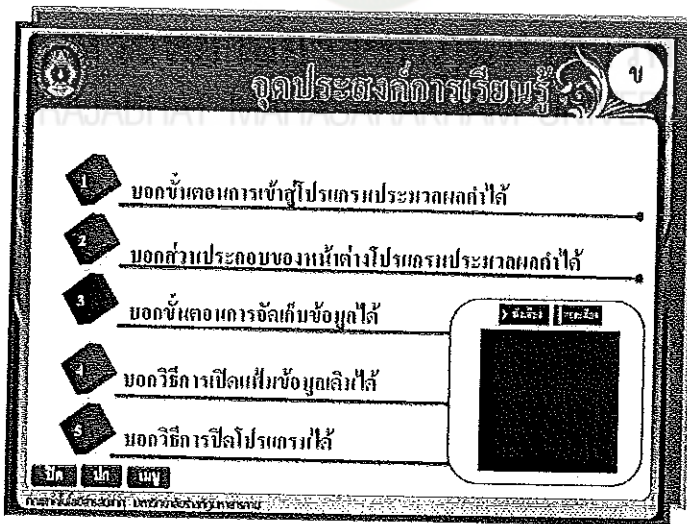 จุดประสงค์การเรียนรู้
ข
RAJABHAT MAHASARAKHAM UNIVER
1 บอกขั้นตอนการเข้าสู่โปรแกรมประมวลผลคำได้
2 บอกส่วนประกอบของหน้าต่างโปรแกรมประมวลผลคำได้
3 บอกขั้นตอนการจัดเก็บข้อมูลได้
4 บอกวิธีการเปิดแฟ้มข้อมูลเดิมได้
5 บอกวิธีการปิดโปรแกรมได้